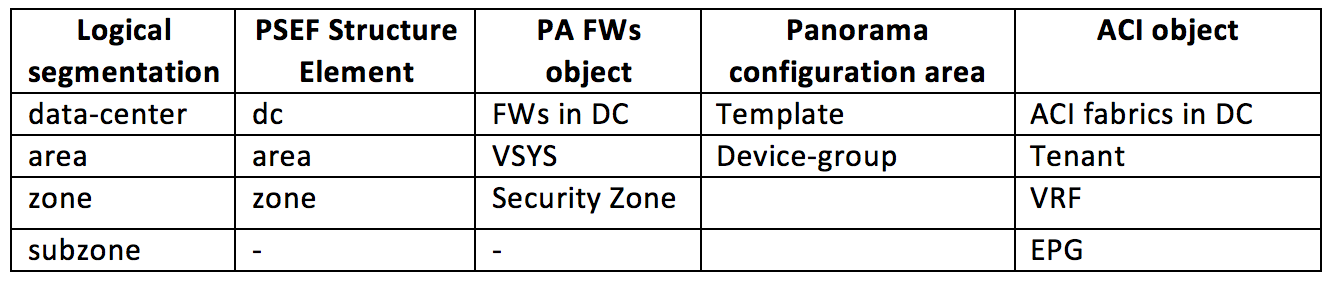 Logical segmentation | PSEF Structure Element | PA FWs object | Panorama configuration area | ACI object
data-center | dc | FWs in DC | Template | ACI fabrics in DC
area | area | VSYS | Device-group | Tenant
zone | zone | Security Zone | | VRF
subzone | - | - | | EPG